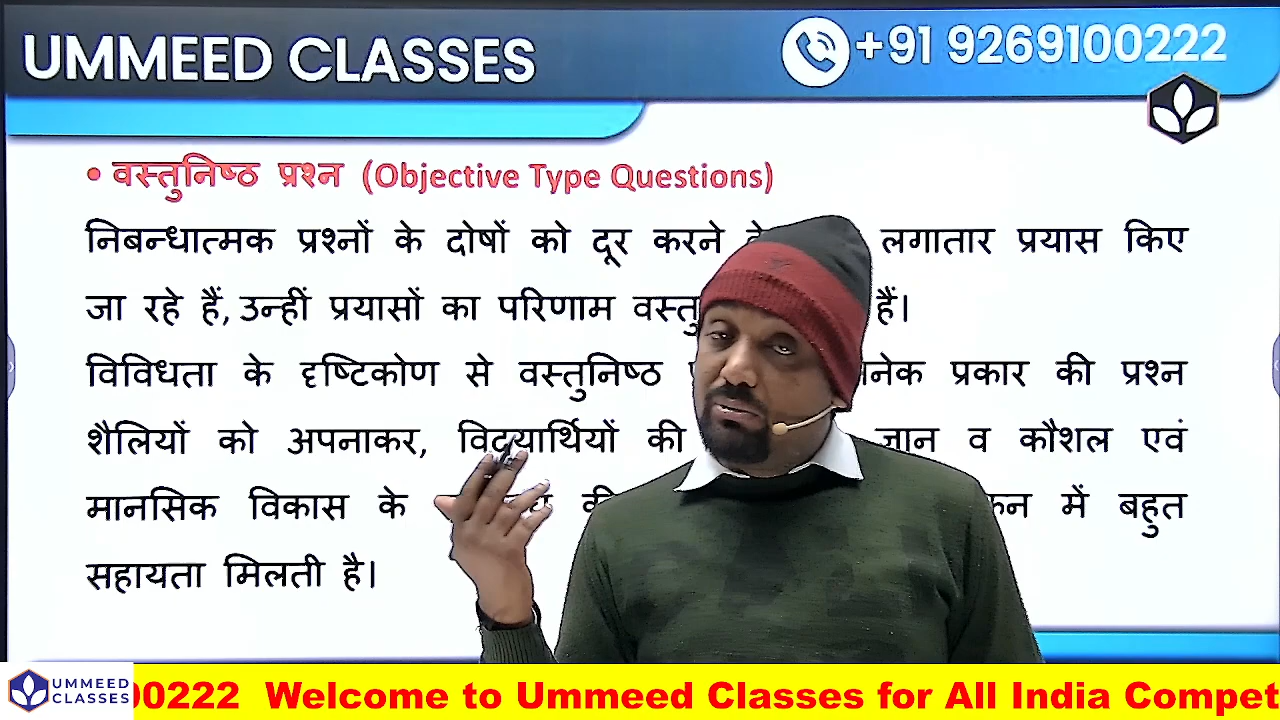 UMMEED CLASSES
+91 9269100222
• वस्तुनिष्ठ प्रश्न (Objective Type Questions)
निबन्धात्मक प्रश्नों के दोषों को दूर करने लगातार प्रयास किए
जा रहे हैं, उन्हीं प्रयासों का परिणाम वस्तु हैं।
विविधता के दृष्टिकोण से वस्तुनिष्ठ प्रकार की प्रश्न
शैलियों को अपनाकर, विद्यार्थियों की ज्ञान व कौशल एवं
मानसिक विकास के में बहुत
सहायता मिलती है।
UMMEED
CLASSES
00222 Welcome to Ummeed Classes for All India Compet